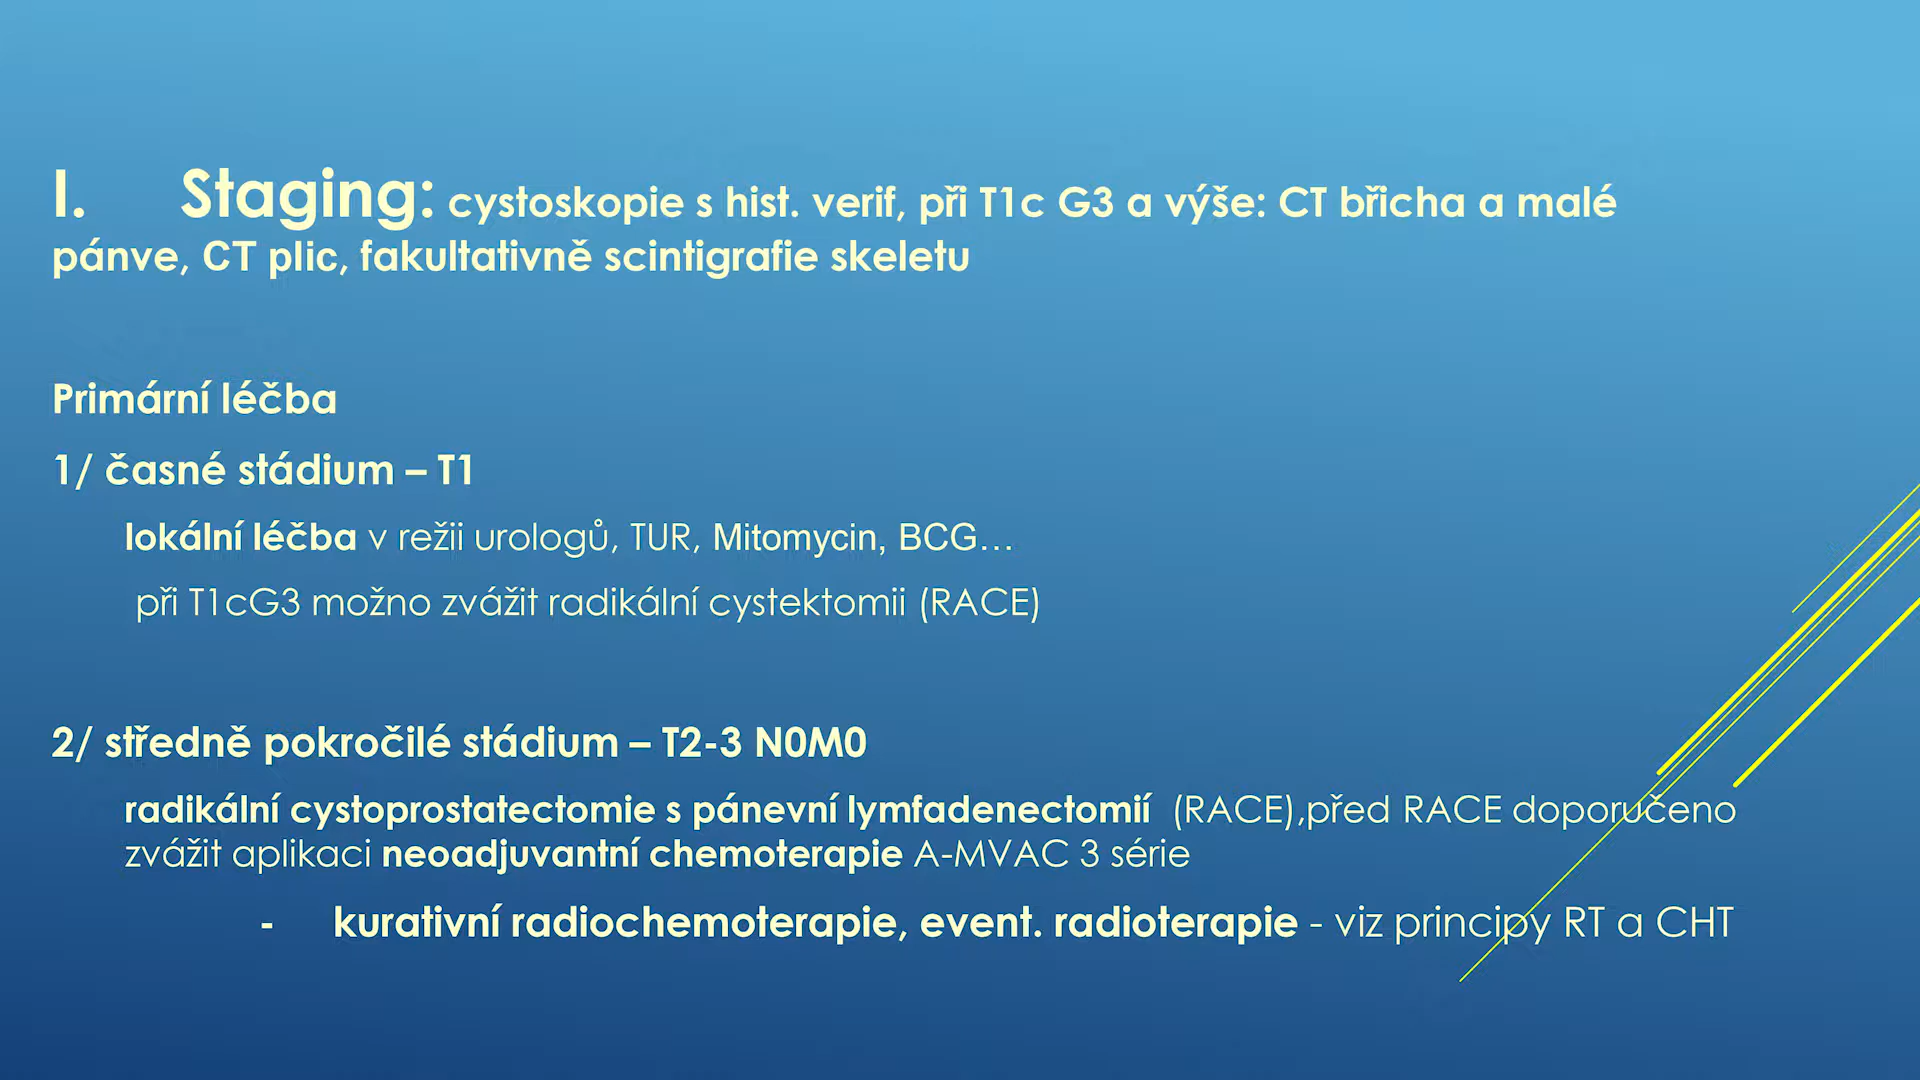 I. Staging: cystoskopie s hist. verif, při T1c G3 a výše: CT břicha a malé
pánve, CT plic, fakultativně scintigrafie skeletu
Primární léčba
1/ časné stádium – T1
lokální léčba v režii urologů, TUR, Mitomycin, BCG…
při T1cG3 možno zvážit radikální cystektomii (RACE)
2/ středně pokročilé stádium – T2-3 N0M0
radikální cystoprostatectomie s pánevní lymfadenectomií (RACE),před RACE doporučeno
zvážit aplikaci neoadjuvantní chemoterapie A-MVAC 3 série
- kurativní radiochemoterapie, event. radioterapie - viz principy RT a CHT